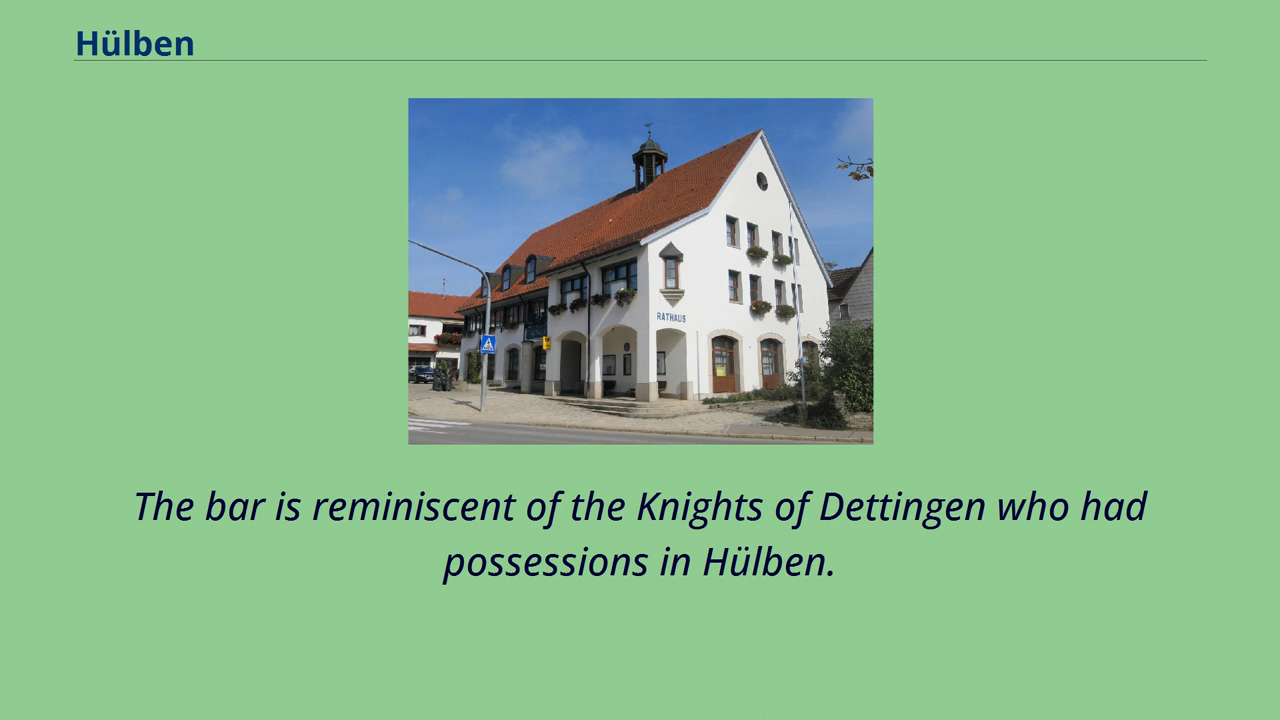 Hülben
RATHAUS
The bar is reminiscent of the Knights of Dettingen who had
possessions in Hülben.